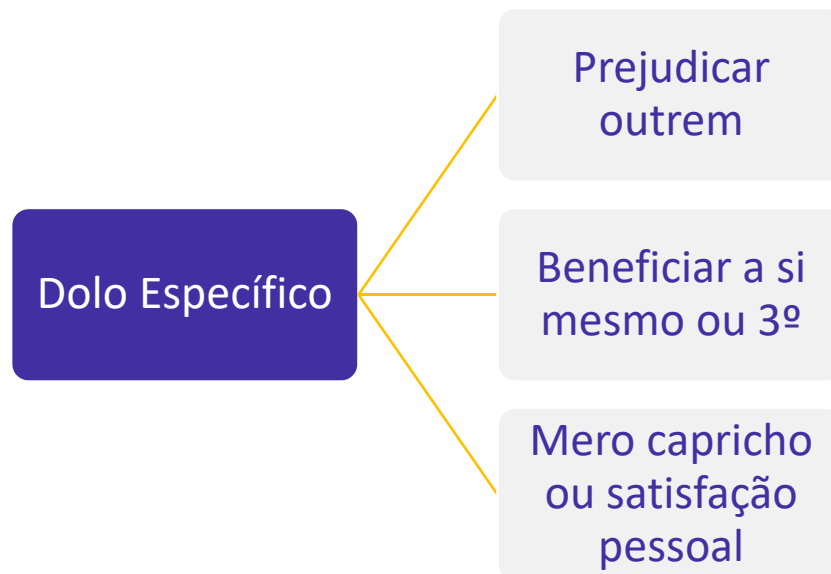 Dolo Específico
Prejudicar
outrem
Beneficiar a si
mesmo ou 3º
Mero capricho
ou satisfação
pessoal